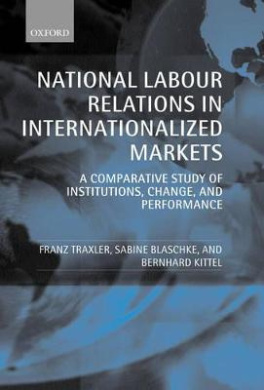 OXFORD
NATIONAL LABOUR
RELATIONS IN
INTERNATIONALIZED
MARKETS
A COMPARATIVE STUDY OF
INSTITUTIONS, CHANGE, AND
PERFORMANCE
FRANZ TRAXLER, SABINE BLASCHKE, AND
BERNHARD KITTEL